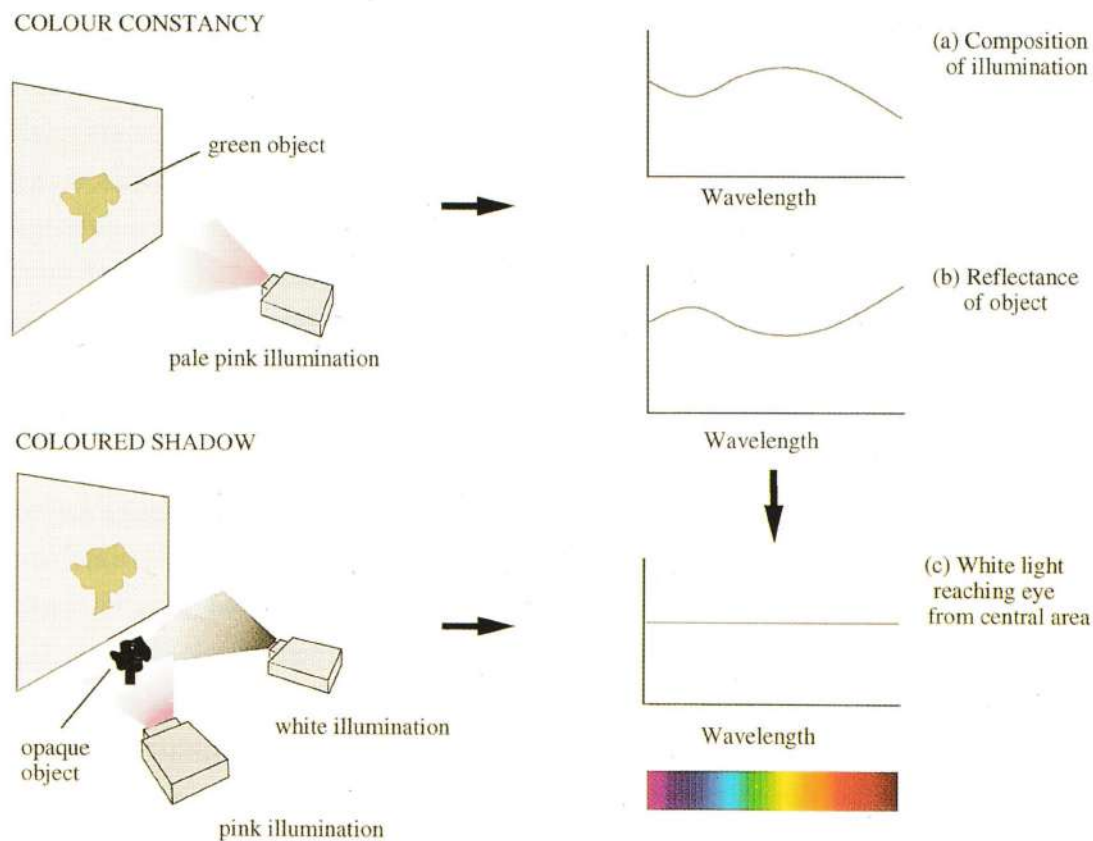 COLOUR CONSTANCY
green object
pale pink illumination
(a) Composition
of illumination
Wavelength
(b) Reflectance
of object
Wavelength
COLOURED SHADOW
opaque
object
white illumination
pink illumination
(c) White light
reaching eye
from central area
Wavelength